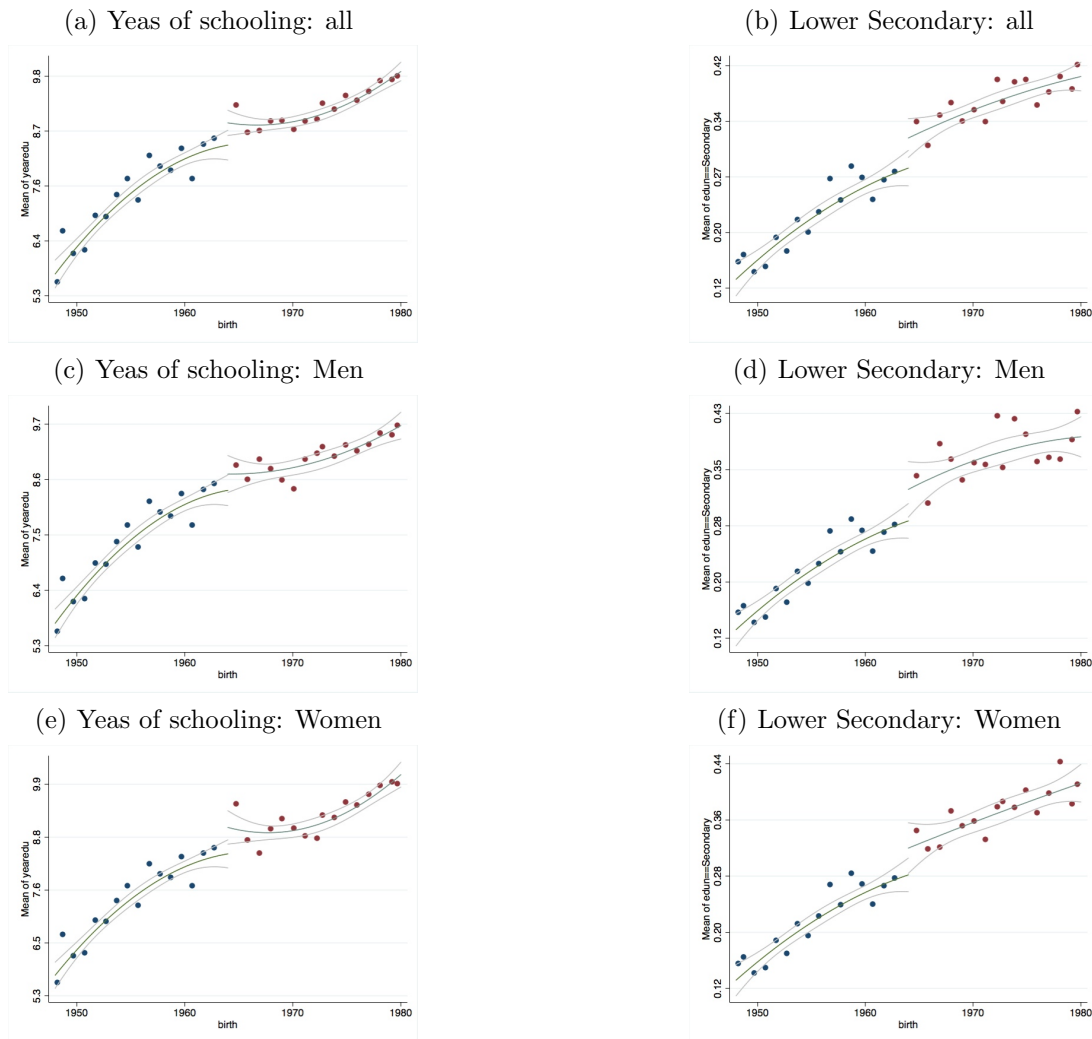 (a) Yeas of schooling: all
Mean of yearedu
9.8
8.7
7.6
6.4
5.3
1950 1960 1970 1980
birth
(b) Lower Secondary: all
Mean of edun==Secondary
0.42
0.34
0.27
0.20
0.12
1950 1960 1970 1980
birth
(c) Yeas of schooling: Men
Mean of yearedu
9.7
8.6
7.5
6.4
5.3
1950 1960 1970 1980
birth
(d) Lower Secondary: Men
Mean of edun==Secondary
0.43
0.35
0.28
0.20
0.12
1950 1960 1970 1980
birth
(e) Yeas of schooling: Women
Mean of yearedu
9.9
8.8
7.6
6.5
5.3
1950 1960 1970 1980
birth
(f) Lower Secondary: Women
Mean of edun==Secondary
0.44
0.36
0.28
0.20
0.12
1950 1960 1970 1980
birth